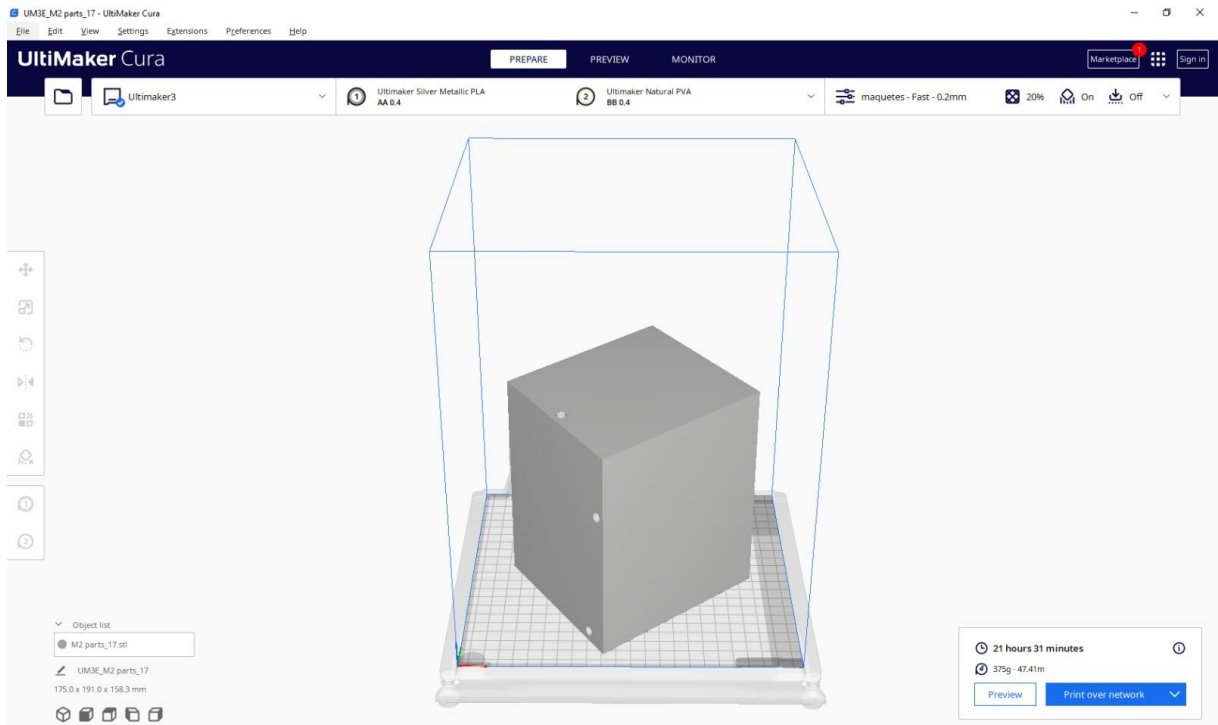 UM3E_M2 parts_17 - UltiMaker Cura
File Edit View Settings Extensions Preferences Help
UltiMaker Cura
PREPARE PREVIEW MONITOR
Marketplace 1
Sign in
Ultimaker3
1 Ultimaker Silver Metallic PLA
AA 0.4
2 Ultimaker Natural PVA
BB 0.4
maquetes - Fast - 0.2mm 20% On Off
1
2
Object list
M2 parts_17.stl
UM3E_M2 parts_17
175.0 x 191.0 x 158.3 mm
21 hours 31 minutes
375g · 47.41m
Preview Print over network